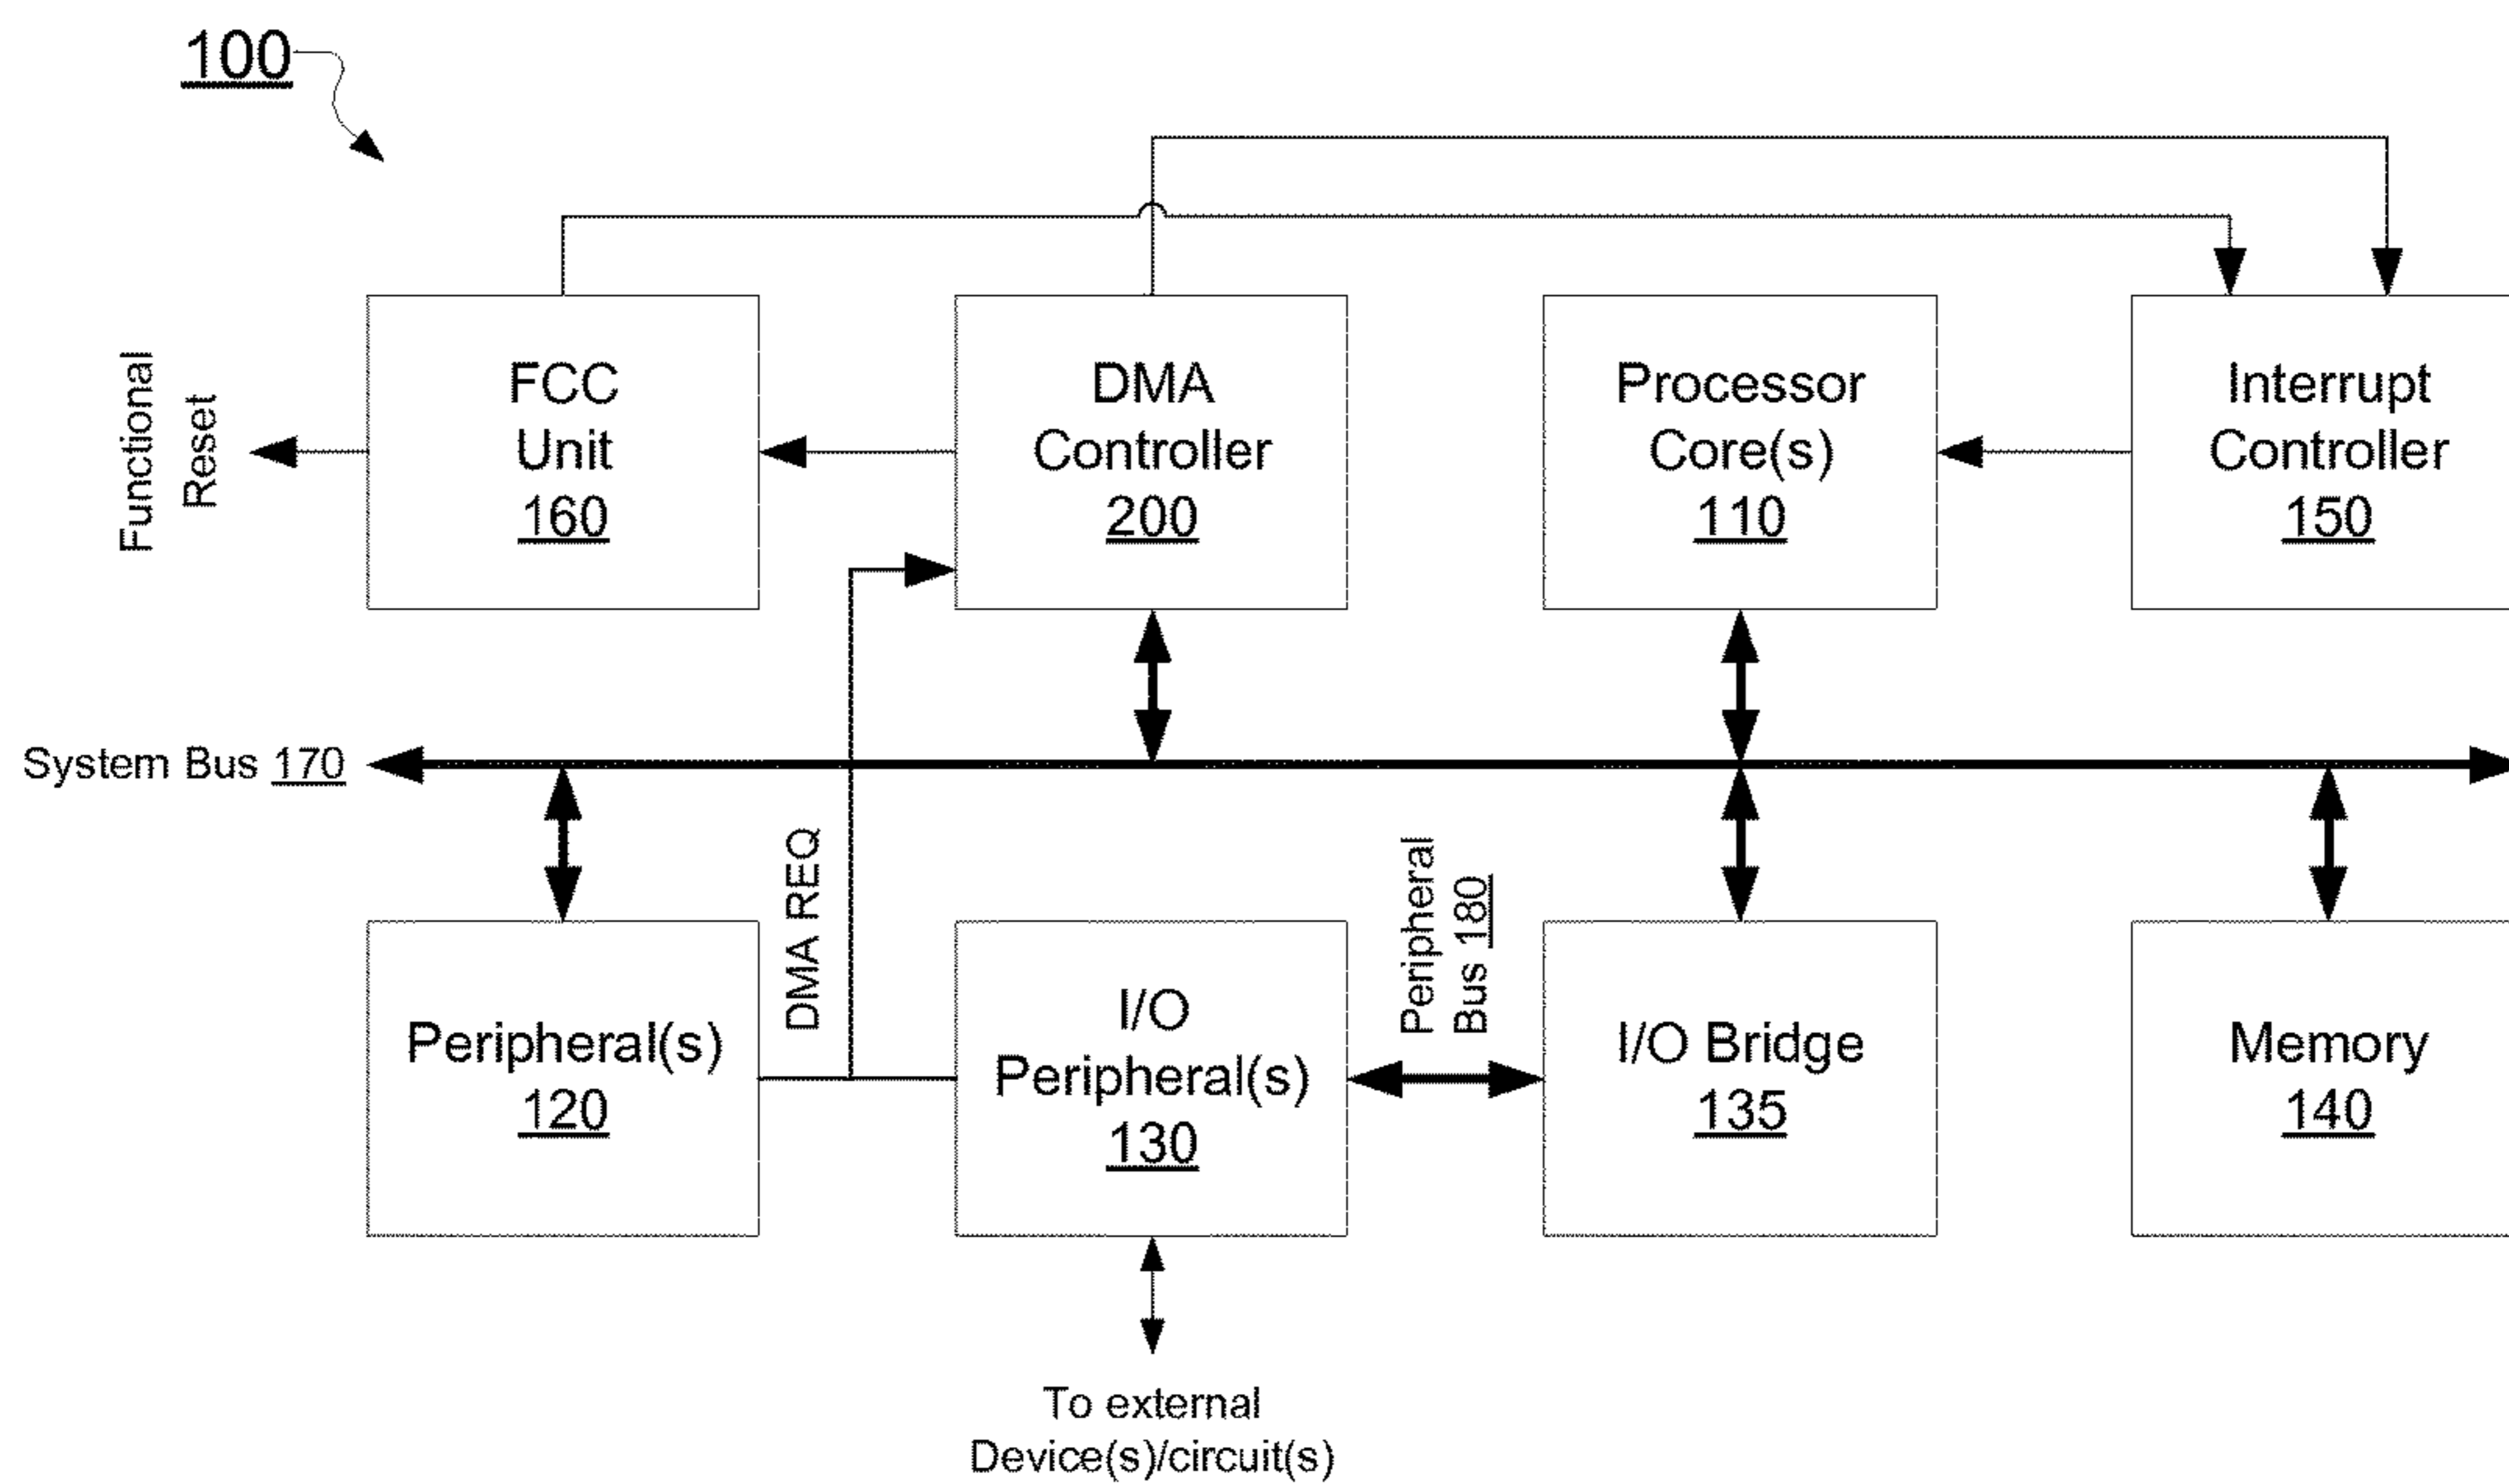 100
Functional
Reset
FCC
Unit
160
DMA
Controller
200
Processor
Core(s)
110
Interrupt
Controller
150
System Bus 170
DMA REQ
Peripheral
Bus 180
Peripheral(s)
120
I/O
Peripheral(s)
130
I/O Bridge
135
Memory
140
To external
Device(s)/circuit(s)